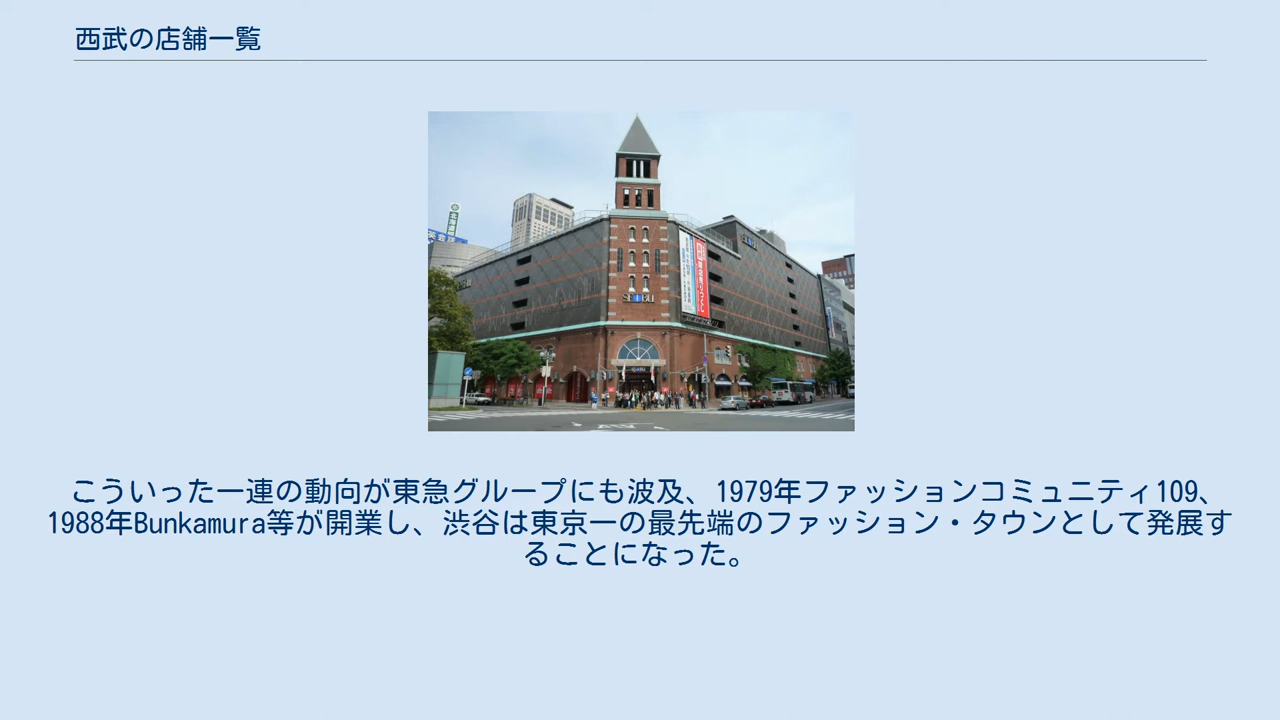 西武の店舗一覧
SEIBU
こういった一連の動向が東急グループにも波及、1979年ファッションコミュニティ109、
1988年Bunkamura等が開業し、渋谷は東京一の最先端のファッション・タウンとして発展す
ることになった。